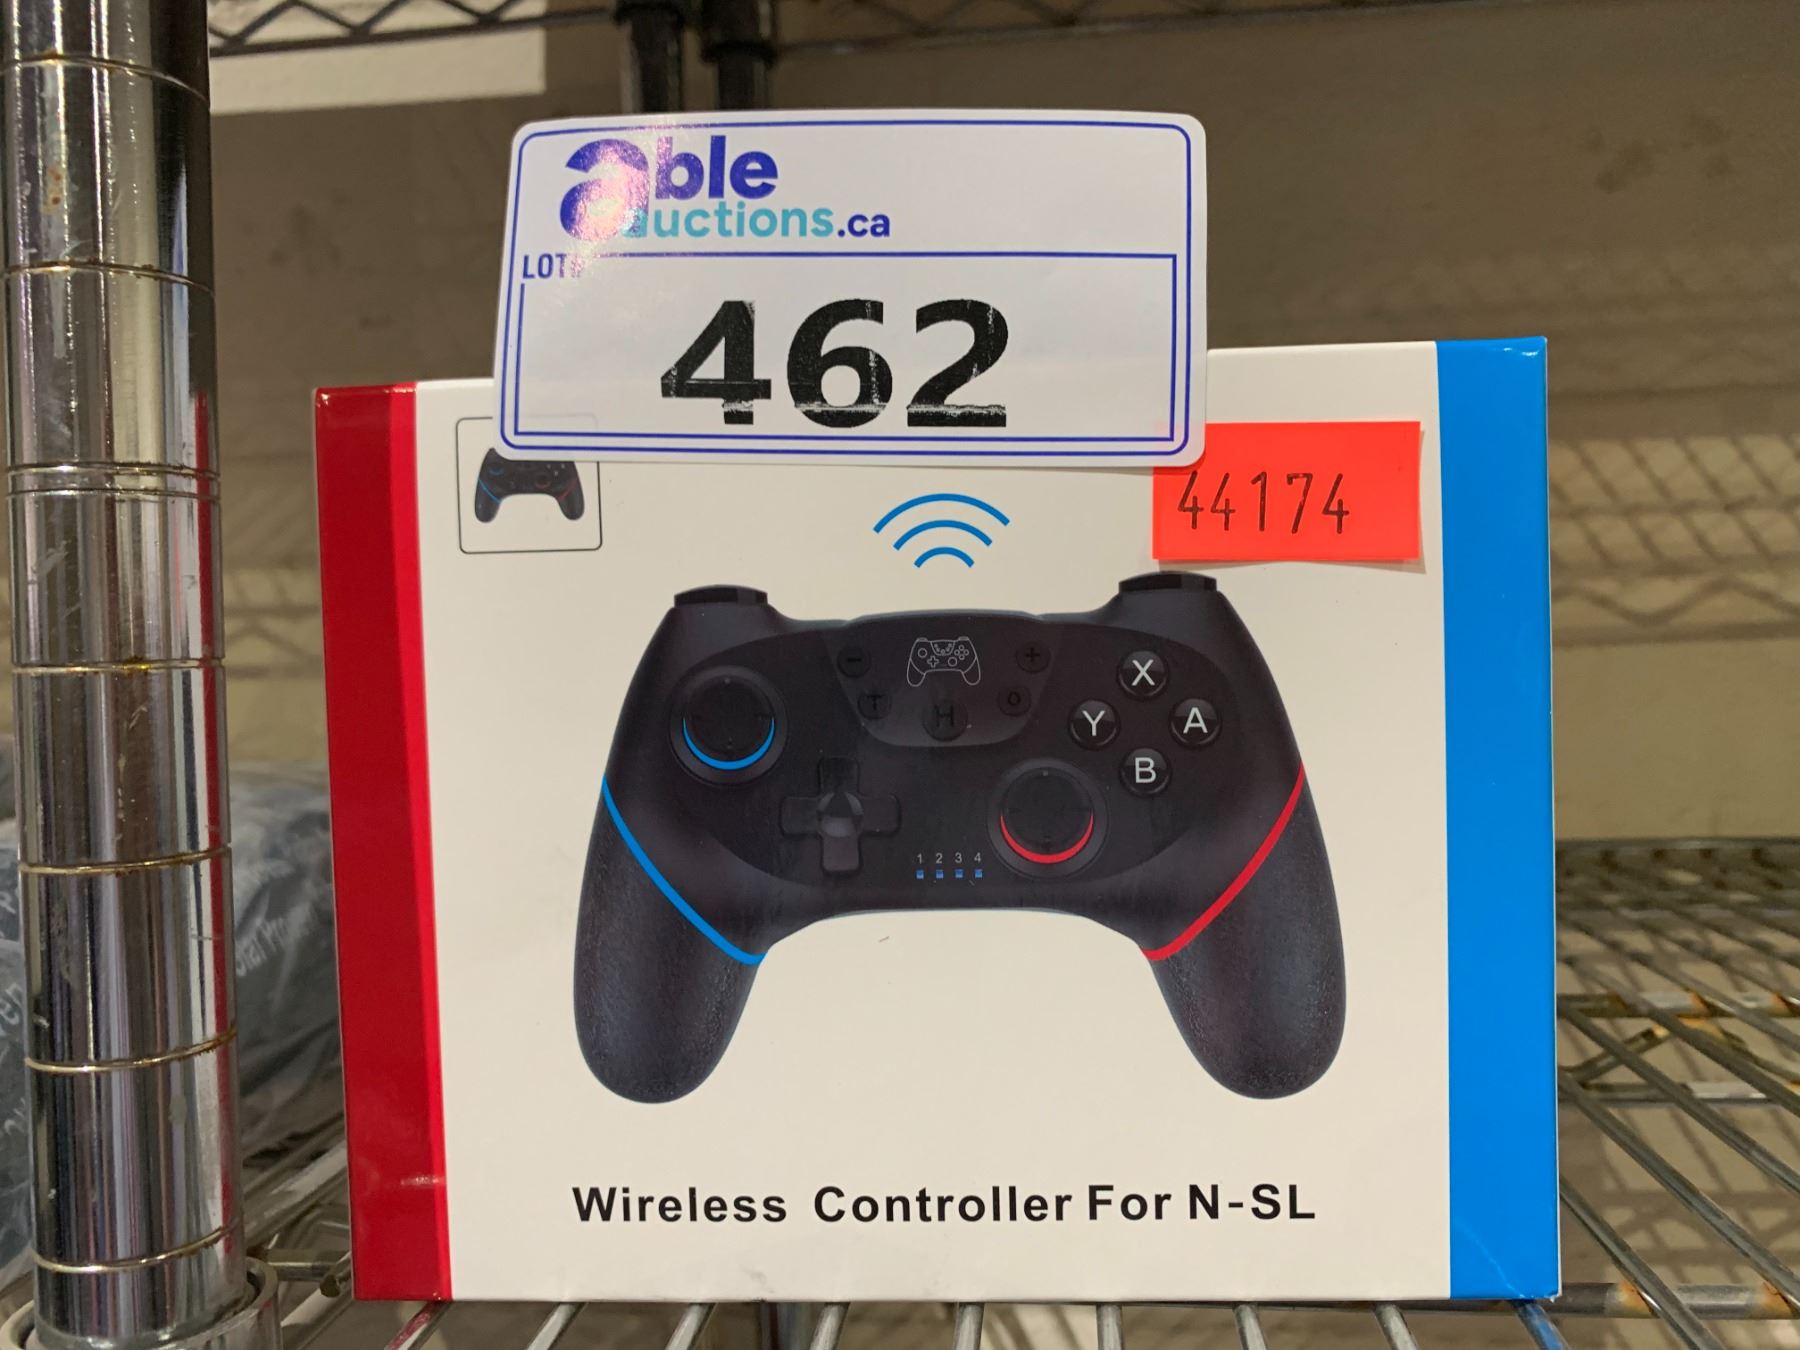 able
auctions.ca
LOT#
462
44174
X
Y A
B
- +
T H O
1 2 3 4
Wireless Controller For N-SL